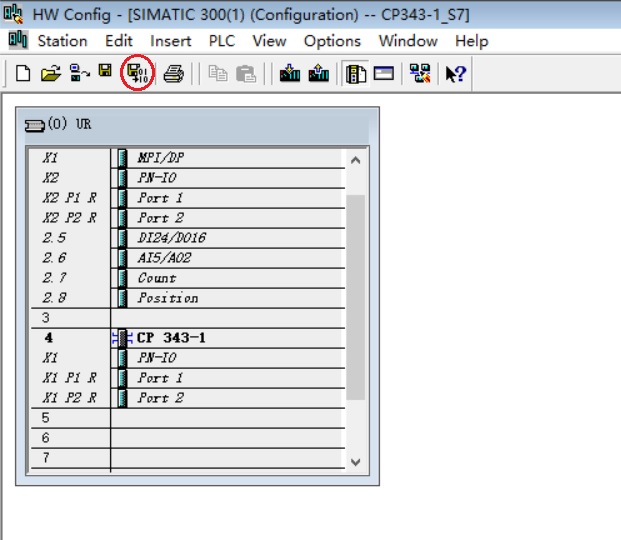 HW Config - [SIMATIC 300(1) (Configuration) -- CP343-1_S7]
Station Edit Insert PLC View Options Window Help
(0) UR
X1 MPI/DP
X2 PN-IO
X2 P1 R Port 1
X2 P2 R Port 2
2.5 DI24/DO16
2.6 AI5/AO2
2.7 Count
2.8 Position
3
4 CP 343-1
X1 PN-IO
X1 P1 R Port 1
X1 P2 R Port 2
5
6
7